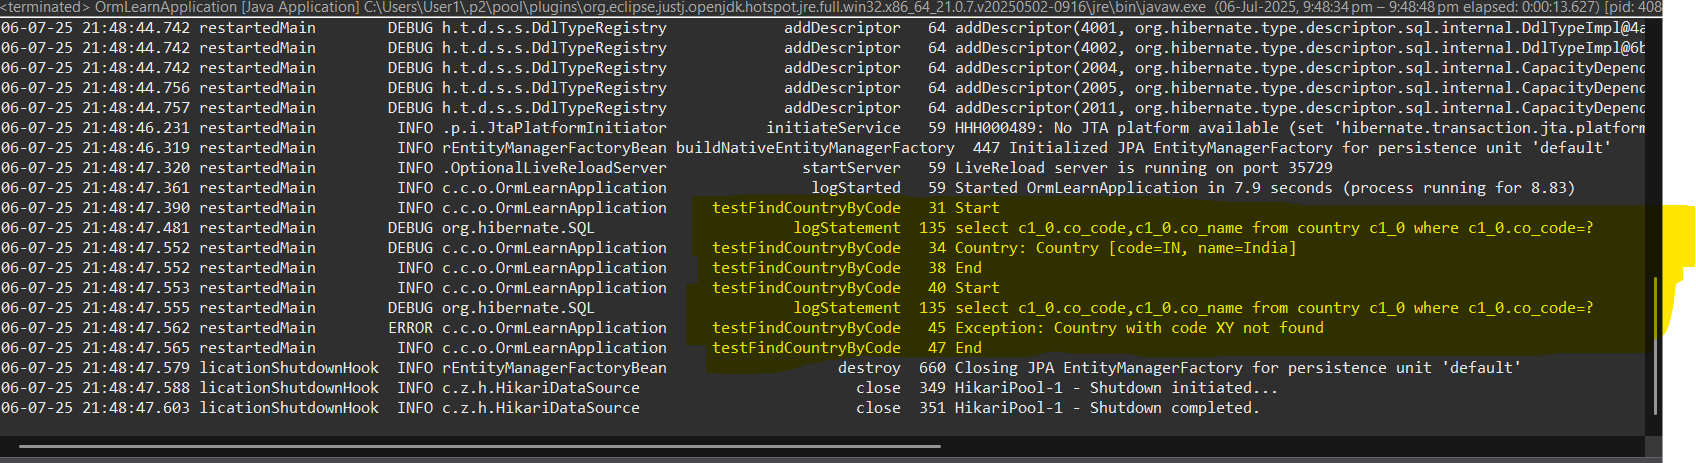 <terminated> OrmLearnApplication [Java Application] C:\Users\User1\.p2\pool\plugins\org.eclipse.justj.openjdk.hotspot.jre.full.win32.x86_64_21.0.7.v20250502-0916\jre\bin\javaw.exe (06-Jul-2025, 9:48:34 pm – 9:48:48 pm elapsed: 0:00:13.627) [pid: 408
06-07-25 21:48:44.742 restartedMain DEBUG h.t.d.s.s.DdlTypeRegistry addDescriptor 64 addDescriptor(4001, org.hibernate.type.descriptor.sql.internal.DdlTypeImpl@4a
06-07-25 21:48:44.742 restartedMain DEBUG h.t.d.s.s.DdlTypeRegistry addDescriptor 64 addDescriptor(4002, org.hibernate.type.descriptor.sql.internal.DdlTypeImpl@6b
06-07-25 21:48:44.742 restartedMain DEBUG h.t.d.s.s.DdlTypeRegistry addDescriptor 64 addDescriptor(2004, org.hibernate.type.descriptor.sql.internal.CapacityDepend
06-07-25 21:48:44.756 restartedMain DEBUG h.t.d.s.s.DdlTypeRegistry addDescriptor 64 addDescriptor(2005, org.hibernate.type.descriptor.sql.internal.CapacityDepend
06-07-25 21:48:44.757 restartedMain DEBUG h.t.d.s.s.DdlTypeRegistry addDescriptor 64 addDescriptor(2011, org.hibernate.type.descriptor.sql.internal.CapacityDepend
06-07-25 21:48:46.231 restartedMain INFO .p.i.JtaPlatformInitiator initiateService 59 HHH000489: No JTA platform available (set 'hibernate.transaction.jta.platform
06-07-25 21:48:46.319 restartedMain INFO rEntityManagerFactoryBean buildNativeEntityManagerFactory 447 Initialized JPA EntityManagerFactory for persistence unit 'default'
06-07-25 21:48:47.320 restartedMain INFO .OptionalLiveReloadServer startServer 59 LiveReload server is running on port 35729
06-07-25 21:48:47.361 restartedMain INFO c.c.o.OrmLearnApplication logStarted 59 Started OrmLearnApplication in 7.9 seconds (process running for 8.83)
06-07-25 21:48:47.390 restartedMain INFO c.c.o.OrmLearnApplication testFindCountryByCode 31 Start
06-07-25 21:48:47.481 restartedMain DEBUG org.hibernate.SQL logStatement 135 select c1_0.co_code,c1_0.co_name from country c1_0 where c1_0.co_code=?
06-07-25 21:48:47.552 restartedMain DEBUG c.c.o.OrmLearnApplication testFindCountryByCode 34 Country: Country [code=IN, name=India]
06-07-25 21:48:47.552 restartedMain INFO c.c.o.OrmLearnApplication testFindCountryByCode 38 End
06-07-25 21:48:47.553 restartedMain INFO c.c.o.OrmLearnApplication testFindCountryByCode 40 Start
06-07-25 21:48:47.555 restartedMain DEBUG org.hibernate.SQL logStatement 135 select c1_0.co_code,c1_0.co_name from country c1_0 where c1_0.co_code=?
06-07-25 21:48:47.562 restartedMain ERROR c.c.o.OrmLearnApplication testFindCountryByCode 45 Exception: Country with code XY not found
06-07-25 21:48:47.565 restartedMain INFO c.c.o.OrmLearnApplication testFindCountryByCode 47 End
06-07-25 21:48:47.579 licationShutdownHook INFO rEntityManagerFactoryBean destroy 660 Closing JPA EntityManagerFactory for persistence unit 'default'
06-07-25 21:48:47.588 licationShutdownHook INFO c.z.h.HikariDataSource close 349 HikariPool-1 - Shutdown initiated...
06-07-25 21:48:47.603 licationShutdownHook INFO c.z.h.HikariDataSource close 351 HikariPool-1 - Shutdown completed.